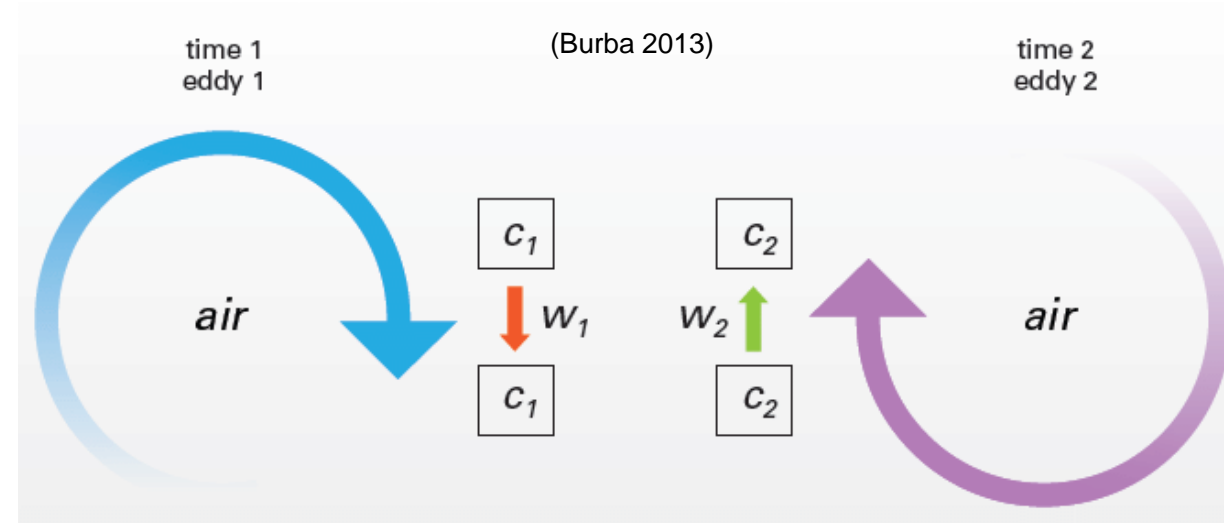 time 1
eddy 1
(Burba 2013)
time 2
eddy 2
c₁
c₂
air
w₁
w₂
air
c₁
c₂